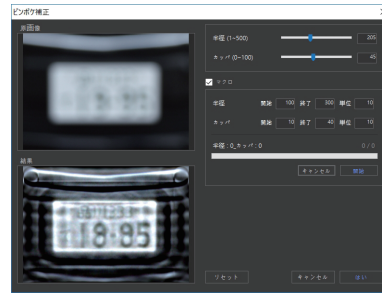 ピンボケ補正
原画像
半径 (1~500) 205
カッパ (0~100) 45
マクロ
半径 開始 100 終了 300 単位 10
カッパ 開始 10 終了 40 単位 10
半径 : 0_カッパ : 0 0 / 0
キャンセル 開始
結果
18:85
リセット キャンセル はい